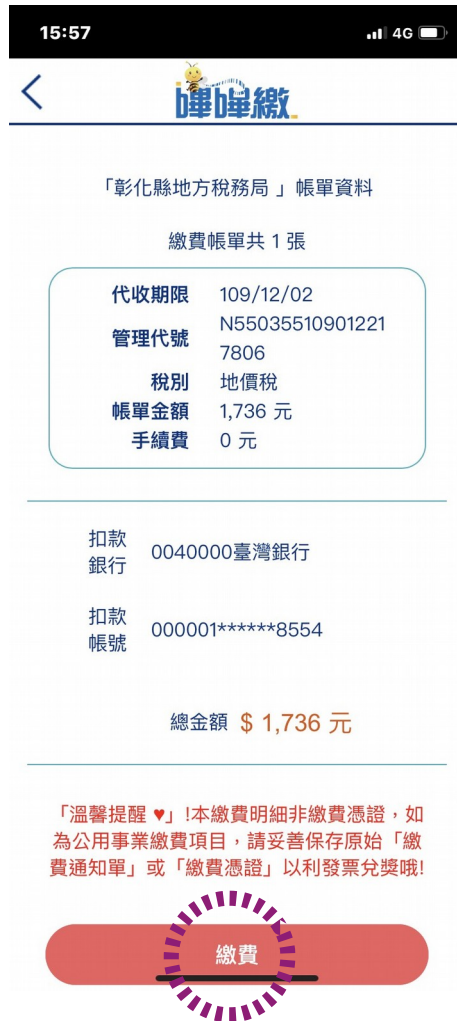 15:57
4G
嗶嗶繳
「彰化縣地方稅務局 」帳單資料
繳費帳單共 1 張
代收期限 109/12/02
管理代號 N55035510901221
7806
稅別 地價稅
帳單金額 1,736 元
手續費 0 元
扣款
銀行 0040000臺灣銀行
扣款
帳號 000001******8554
總金額 $ 1,736 元
「溫馨提醒 ♥」!本繳費明細非繳費憑證,如
為公用事業繳費項目,請妥善保存原始「繳
費通知單」或「繳費憑證」以利發票兌獎哦!
繳費